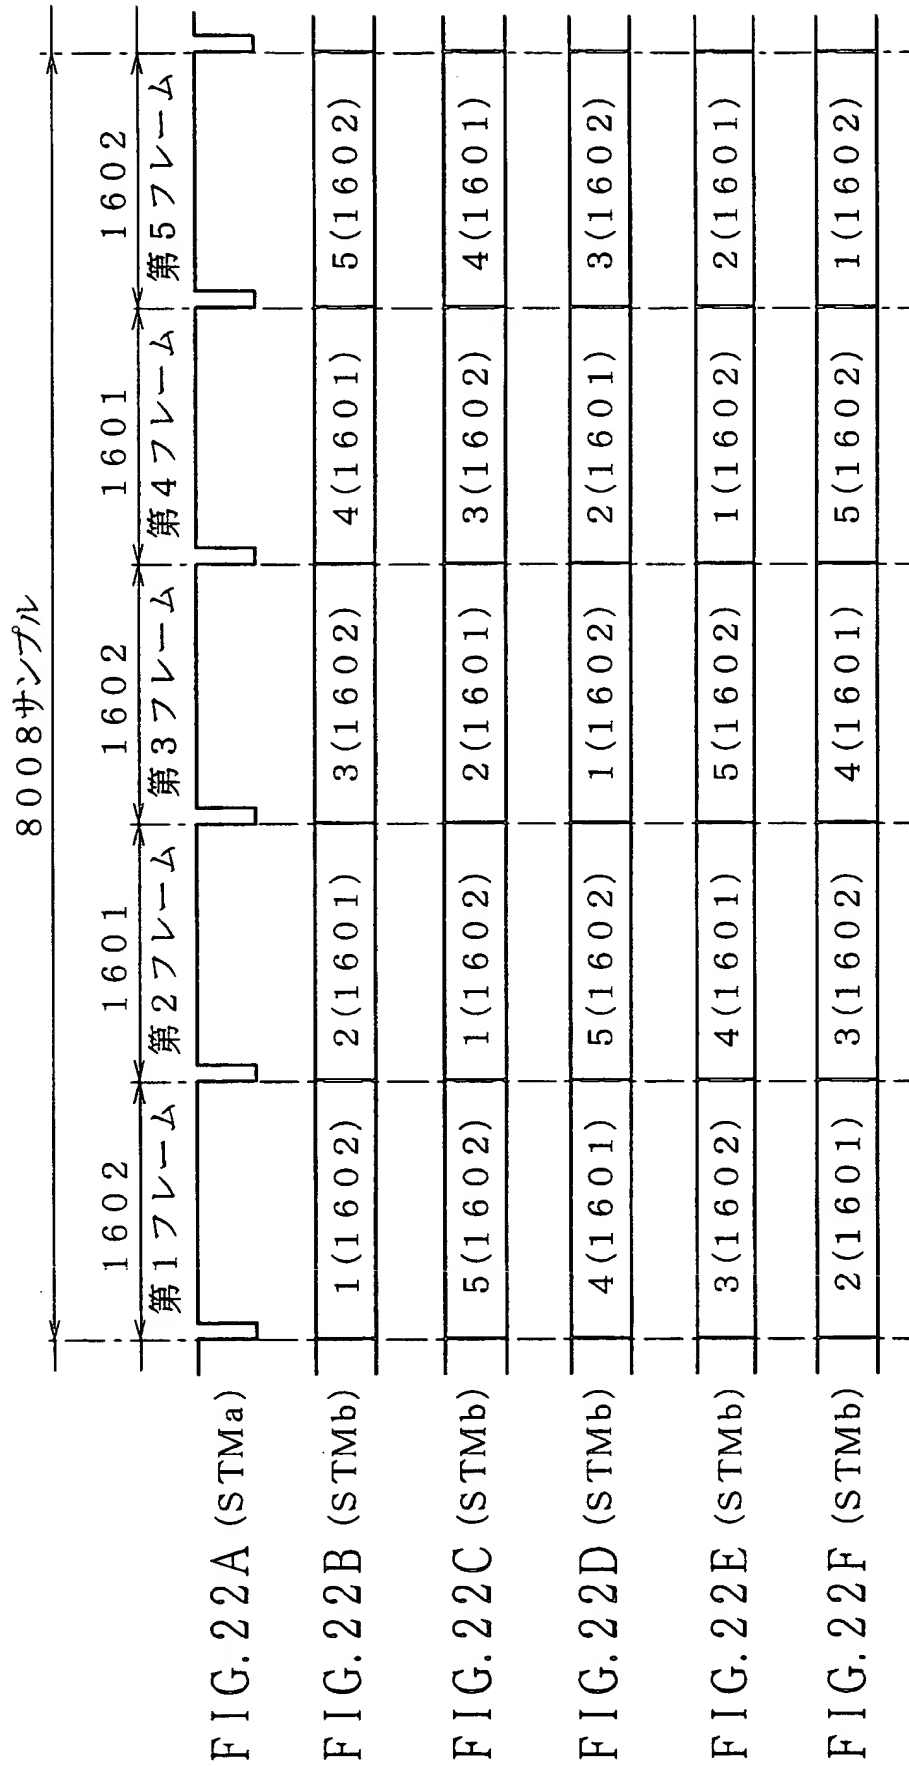 8008サンプル
1602 1601 1602 1601 1602
第1フレーム 第2フレーム 第3フレーム 第4フレーム 第5フレーム
FIG.22A (STMa)
FIG.22B (STMb) 1(1602) 2(1601) 3(1602) 4(1601) 5(1602)
FIG.22C (STMb) 5(1602) 1(1602) 2(1601) 3(1602) 4(1601)
FIG.22D (STMb) 4(1601) 5(1602) 1(1602) 2(1601) 3(1602)
FIG.22E (STMb) 3(1602) 4(1601) 5(1602) 1(1602) 2(1601)
FIG.22F (STMb) 2(1601) 3(1602) 4(1601) 5(1602) 1(1602)